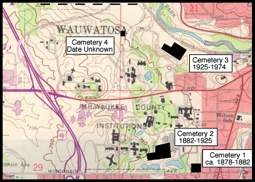 WAUWATOS
Cemetery 4
Date Unknown
Cemetery 3
1925-1974
MILWAUKEE COUNTY
INSTITUTIONS
Cemetery 2
1882-1925
Cemetery 1
ca. 1878-1882
29